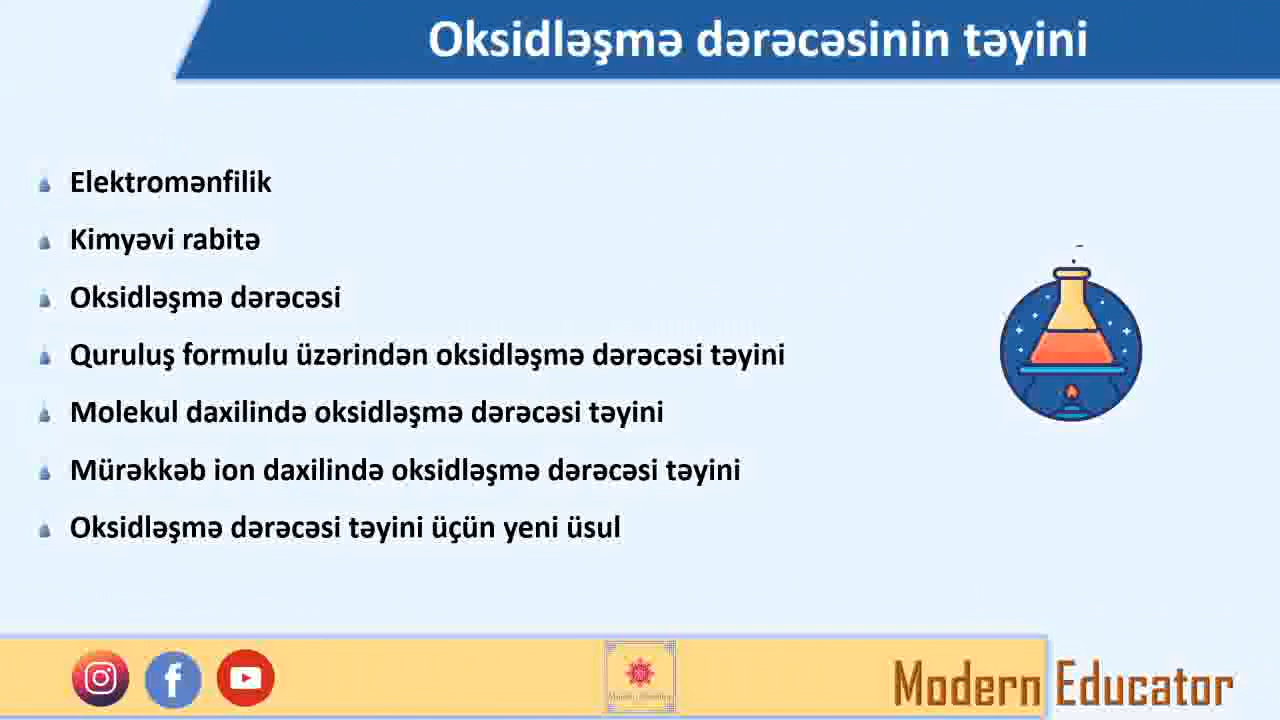 Oksidləşmə dərəcəsinin təyini
Elektromənfilik
Kimyəvi rabitə
Oksidləşmə dərəcəsi
Quruluş formulu üzərindən oksidləşmə dərəcəsi təyini
Molekul daxilində oksidləşmə dərəcəsi təyini
Mürəkkəb ion daxilində oksidləşmə dərəcəsi təyini
Oksidləşmə dərəcəsi təyini üçün yeni üsul
Modern Educator